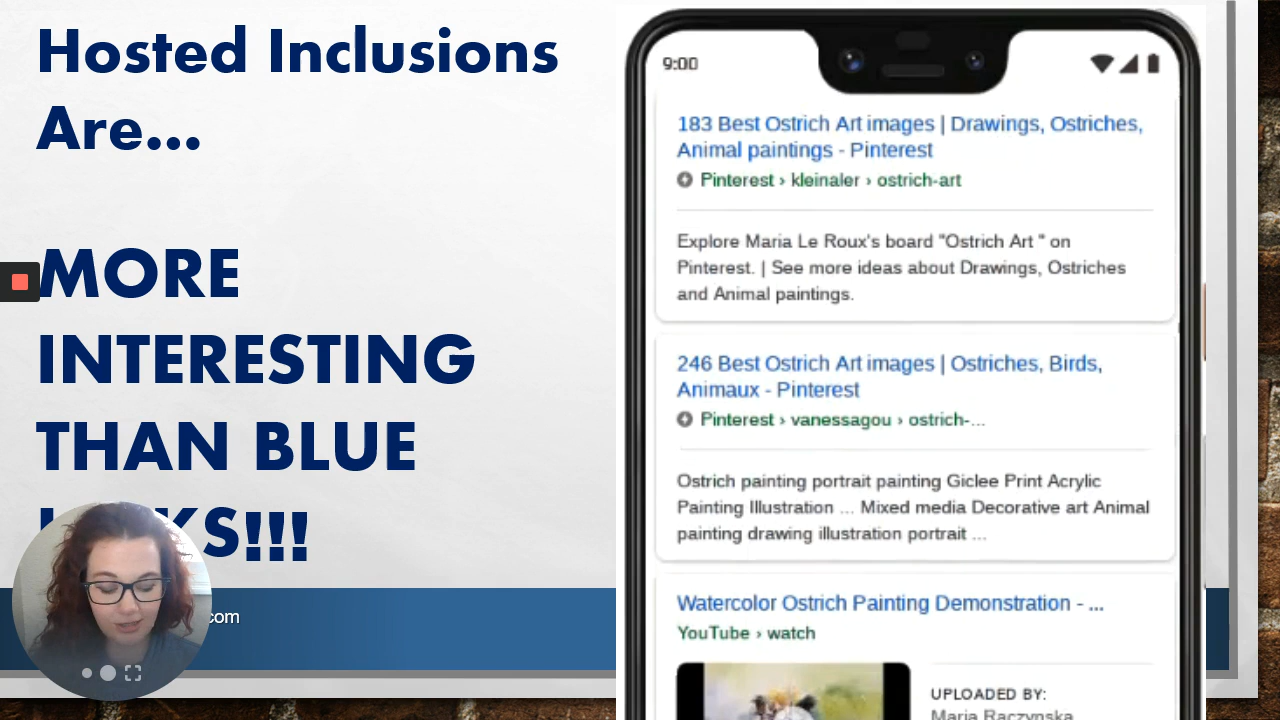 Hosted Inclusions
Are...
MORE
INTERESTING
THAN BLUE
KS!!!
com
9:00
183 Best Ostrich Art images | Drawings, Ostriches,
Animal paintings - Pinterest
Pinterest › kleinaler › ostrich-art
Explore Maria Le Roux's board "Ostrich Art " on
Pinterest. | See more ideas about Drawings, Ostriches
and Animal paintings.
246 Best Ostrich Art images | Ostriches, Birds,
Animaux - Pinterest
Pinterest › vanessagou › ostrich-...
Ostrich painting portrait painting Giclee Print Acrylic
Painting Illustration ... Mixed media Decorative art Animal
painting drawing illustration portrait ...
Watercolor Ostrich Painting Demonstration - ...
YouTube › watch
UPLOADED BY:
Maria Raczynska